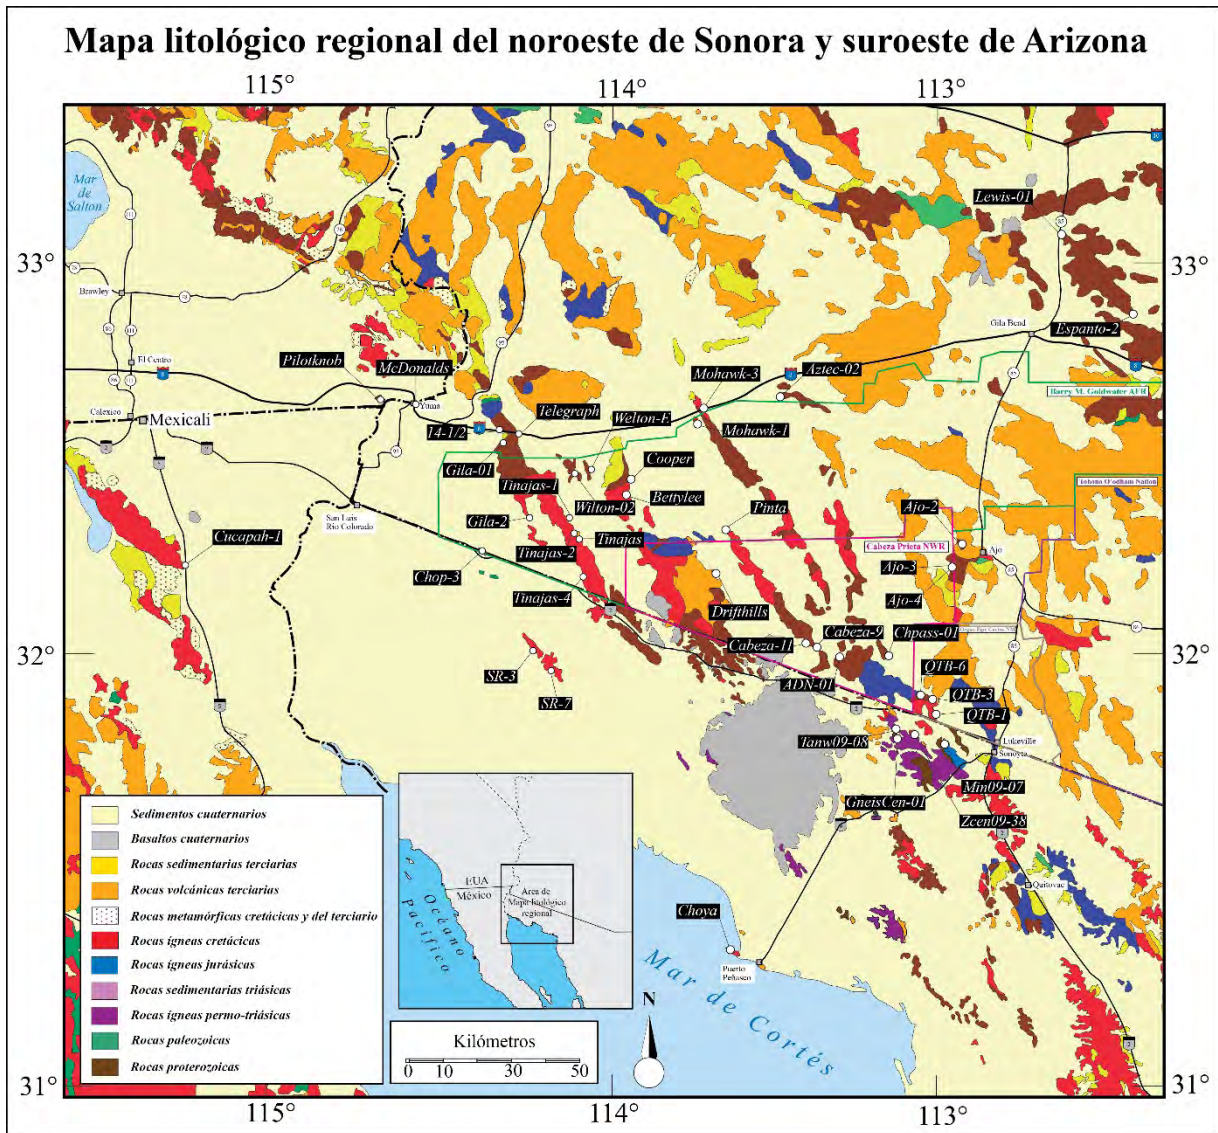 Mapa litológico regional del noroeste de Sonora y suroeste de Arizona
115°
114°
113°
Mar
de
Salton
Lewis-01
33°
33°
Brawley
Gila Bend
Espanto-2
El Centro
Pilotknob
McDonalds
Mohawk-3
Aztec-02
Barry M. Goldwater AFR
Calexico
Mexicali
Yuma
Telegraph
Welton-E
14-1/2
Mohawk-1
Gila-01
Cooper
Tinajas-1
Bettylee
Tohono O'odham Nation
San Luis
Río Colorado
Wilton-02
Pinta
Ajo-2
Gila-2
Cucapah-1
Tinajas-2
Tinajas
Cabeza Prieta NWR
Ajo
Chop-3
Ajo-3
Tinajas-4
Drifthills
Ajo-4
Cabeza-11
Cabeza-9
Chpass-01
32°
32°
SR-3
ADN-01
QTB-6
SR-7
QTB-3
QTB-1
Tanw09-08
Lukeville
Sonoyta
Min09-07
GneisCen-01
Zcen09-38
Quitovac
Choya
Puerto
Peñasco
Mar de Cortés
Sedimentos cuaternarios
Basaltos cuaternarios
Rocas sedimentarias terciarias
Rocas volcánicas terciarias
Rocas metamórficas cretácicas y del terciario
Rocas ígneas cretácicas
Rocas ígneas jurásicas
Rocas sedimentarias triásicas
Rocas ígneas permo-triásicas
Rocas paleozoicas
Rocas proterozoicas
EUA
México
Área de
Mapa litológico
regional
Océano
Pacífico
N
Kilómetros
0 10 30 50
31°
31°
115°
114°
113°